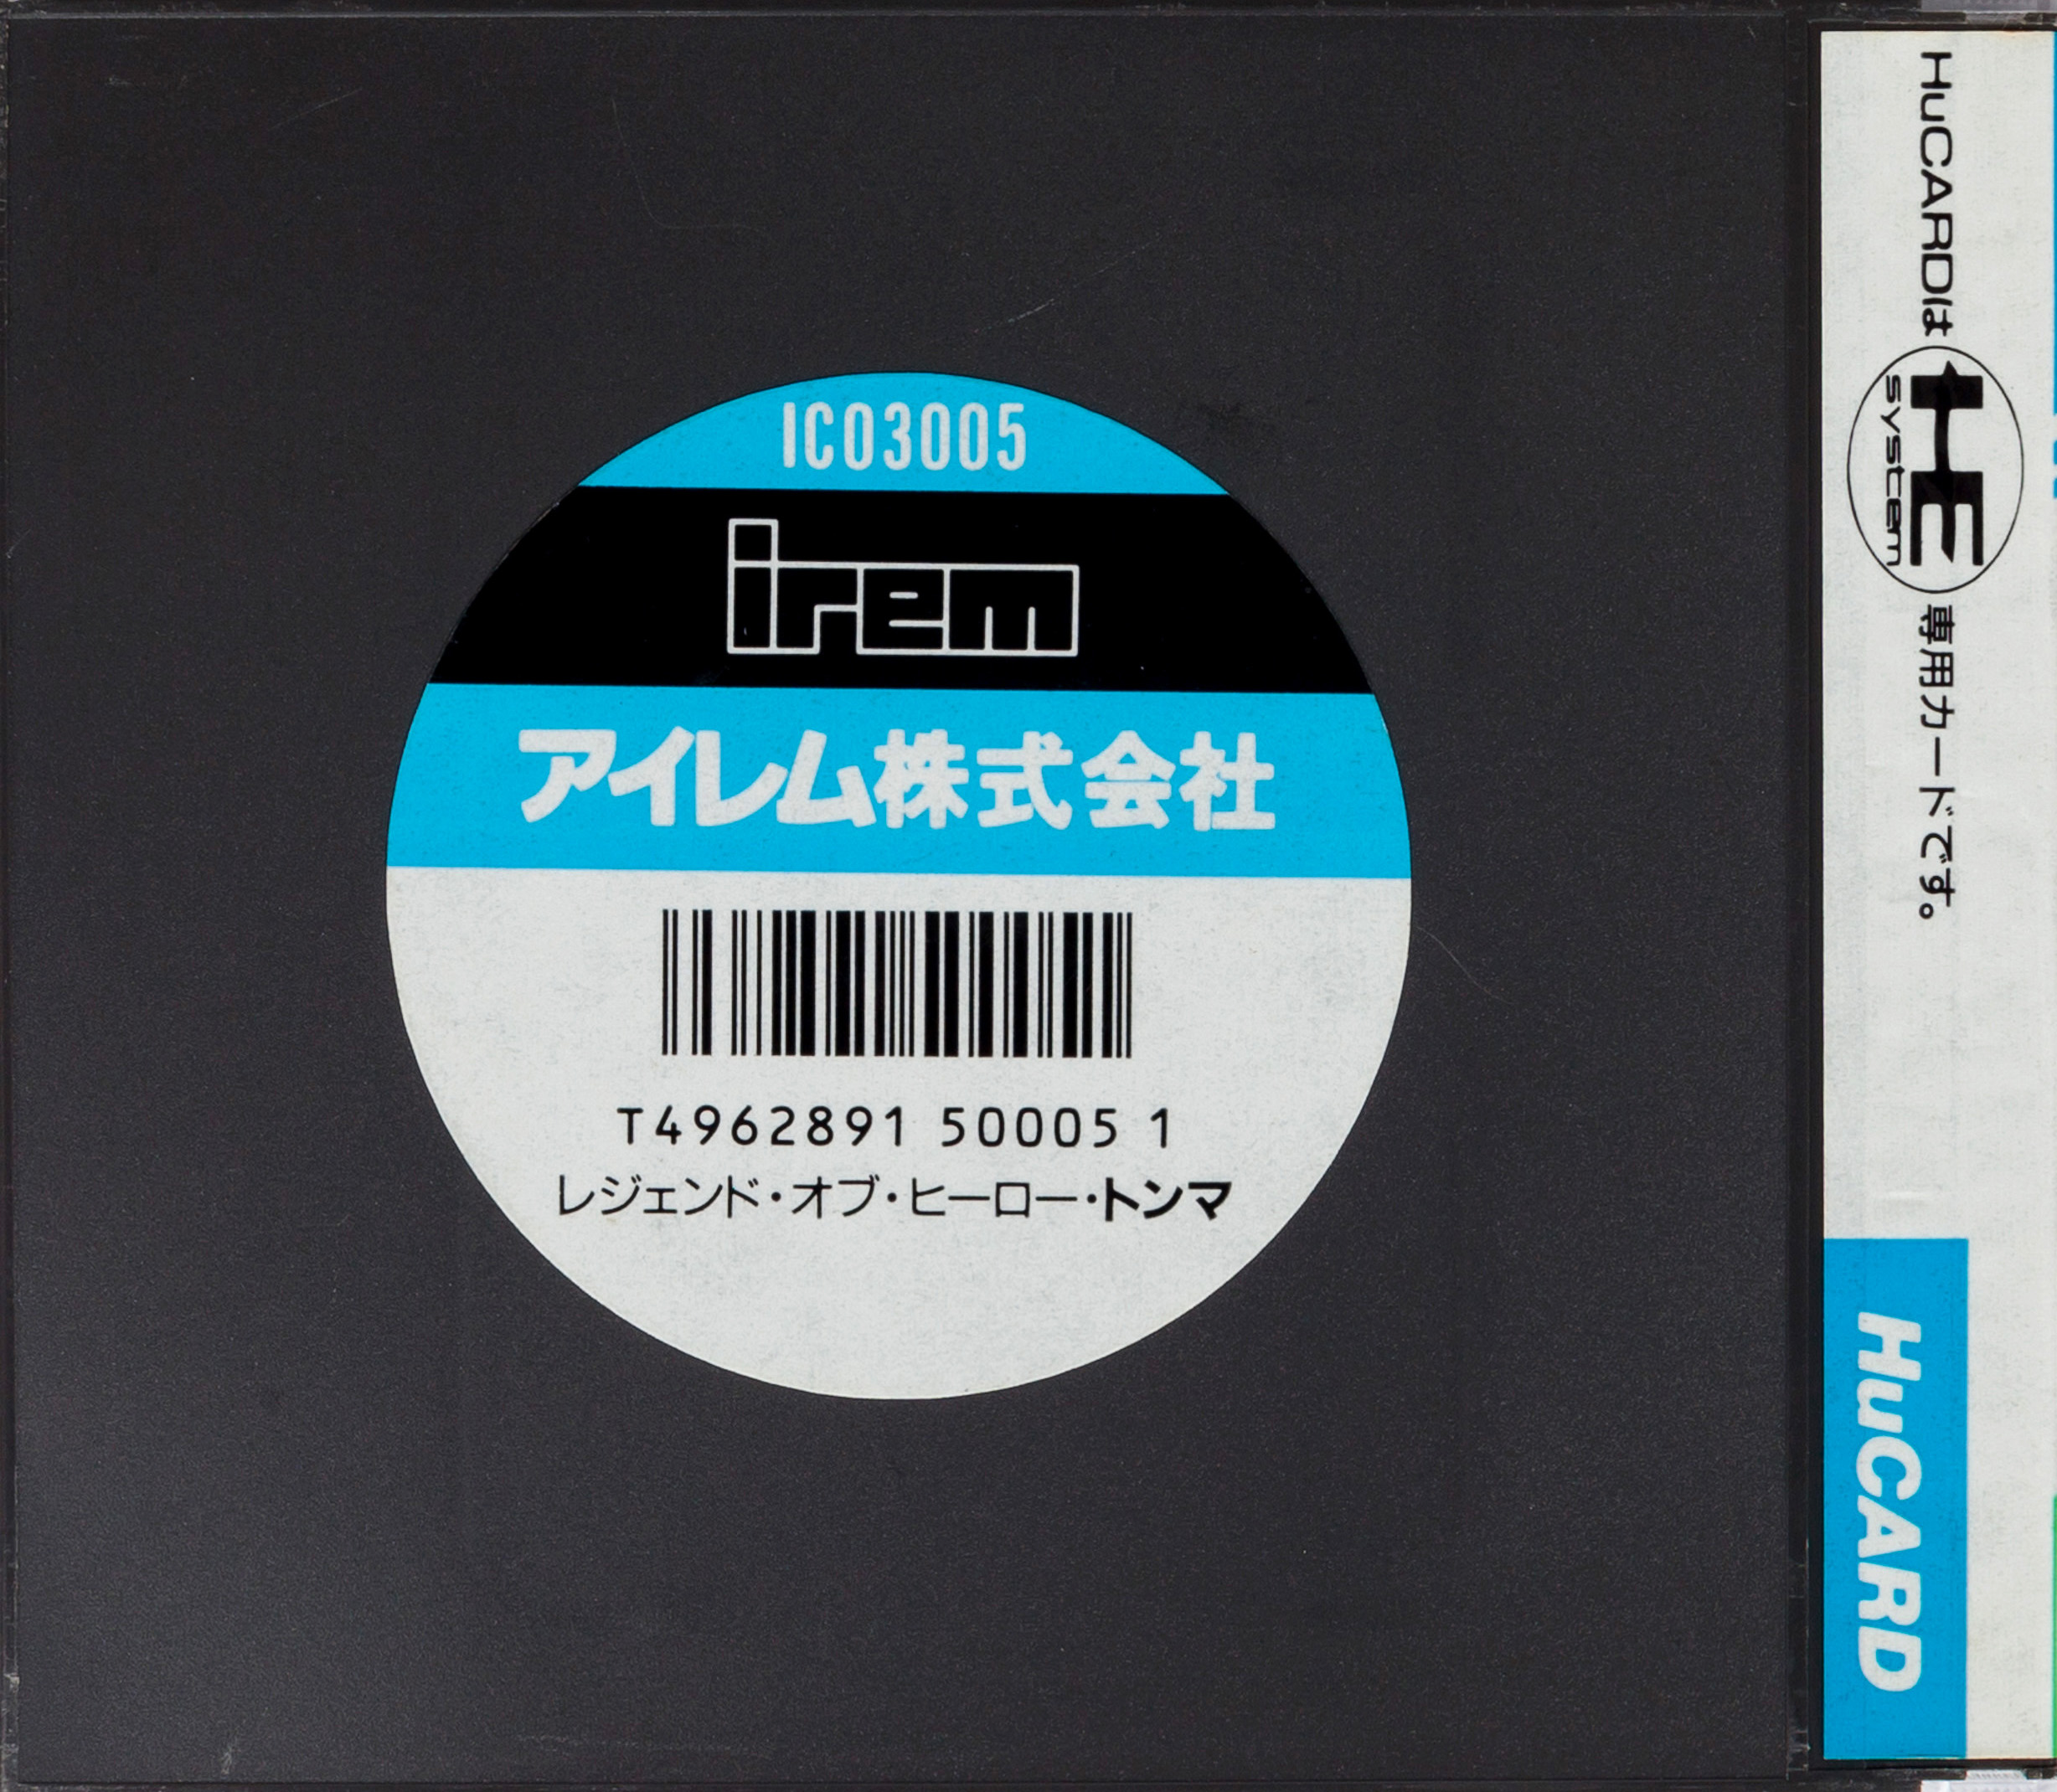 IC03005
irem
アイレム株式会社
T4962891 50005 1
レジェンド・オブ・ヒーロー・トンマ
HuCARDは HE system 専用カードです。
HuCARD